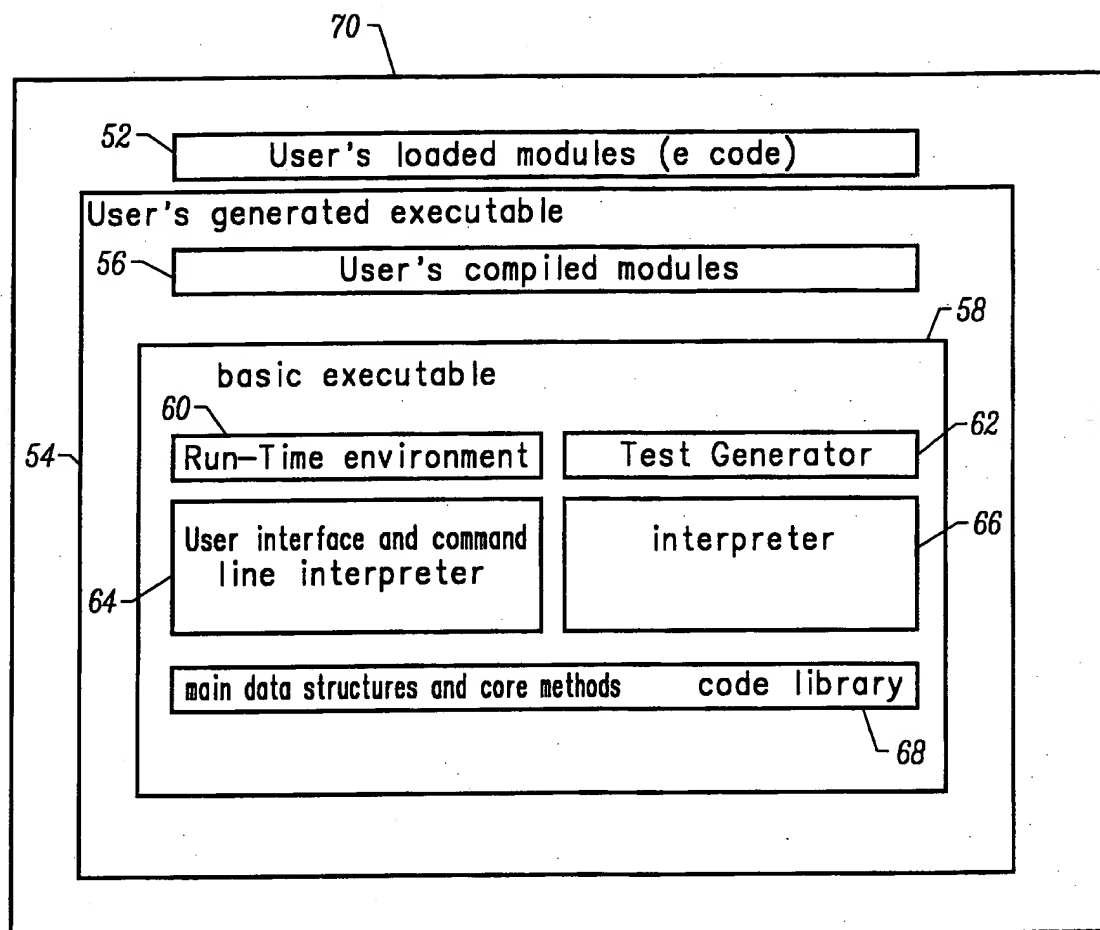 70
52
User's loaded modules (e code)
User's generated executable
56
User's compiled modules
58
basic executable
60
62
54
Run-Time environment
Test Generator
User interface and command
line interpreter
interpreter
66
64
main data structures and core methods code library
68